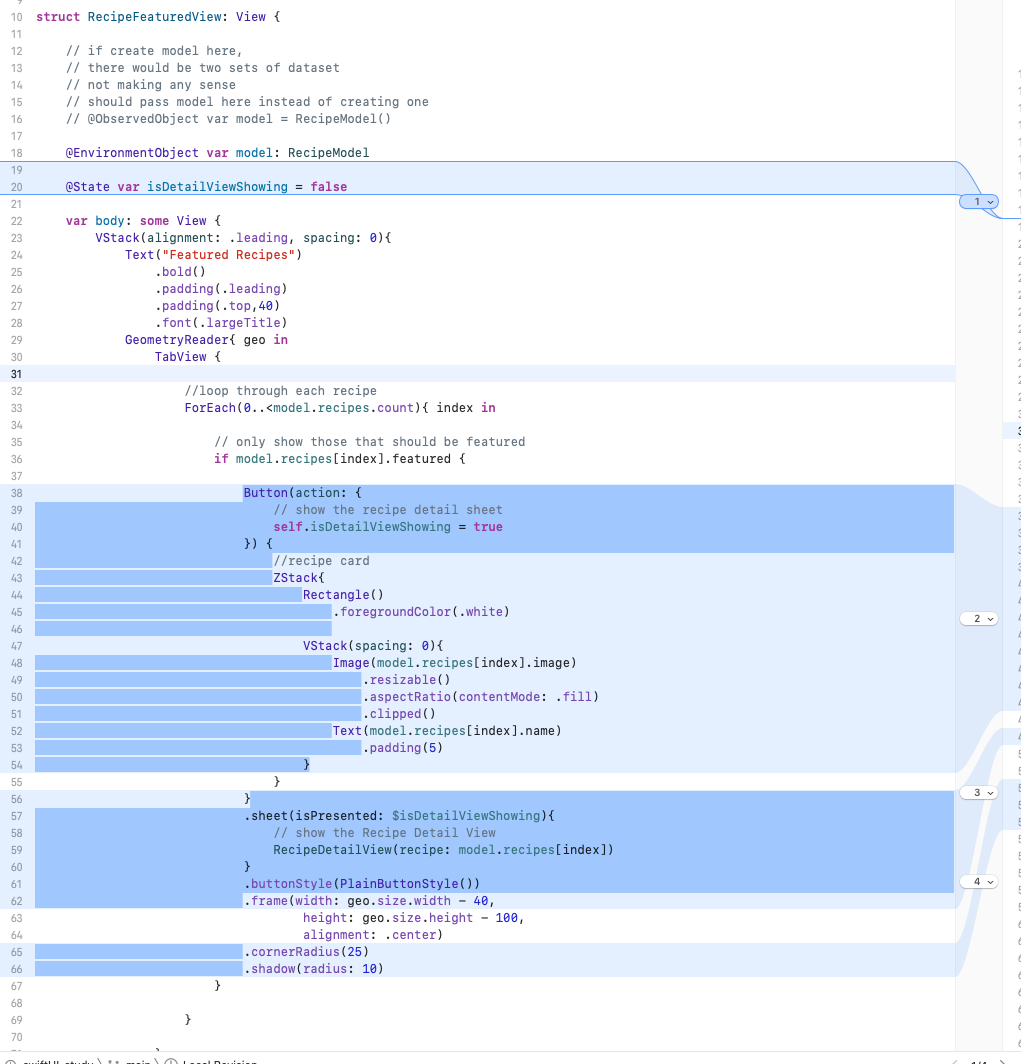 10 struct RecipeFeaturedView: View {
11
12 // if create model here,
13 // there would be two sets of dataset
14 // not making any sense
15 // should pass model here instead of creating one
16 // @ObservedObject var model = RecipeModel()
17
18 @EnvironmentObject var model: RecipeModel
19
20 @State var isDetailViewShowing = false
1
21
22 var body: some View {
23 VStack(alignment: .leading, spacing: 0){
24 Text("Featured Recipes")
25 .bold()
26 .padding(.leading)
27 .padding(.top,40)
28 .font(.largeTitle)
29 GeometryReader{ geo in
30 TabView {
31
32 //loop through each recipe
33 ForEach(0..<model.recipes.count){ index in
34
35 // only show those that should be featured
36 if model.recipes[index].featured {
37
38 Button(action: {
39 // show the recipe detail sheet
40 self.isDetailViewShowing = true
41 }) {
42 //recipe card
43 ZStack{
44 Rectangle()
45 .foregroundColor(.white)
2
46
47 VStack(spacing: 0){
48 Image(model.recipes[index].image)
49 .resizable()
50 .aspectRatio(contentMode: .fill)
51 .clipped()
52 Text(model.recipes[index].name)
53 .padding(5)
54 }
55 }
56 }
3
57 .sheet(isPresented: $isDetailViewShowing){
58 // show the Recipe Detail View
59 RecipeDetailView(recipe: model.recipes[index])
60 }
61 .buttonStyle(PlainButtonStyle())
4
62 .frame(width: geo.size.width - 40,
63 height: geo.size.height - 100,
64 alignment: .center)
65 .cornerRadius(25)
66 .shadow(radius: 10)
67 }
68
69 }
70